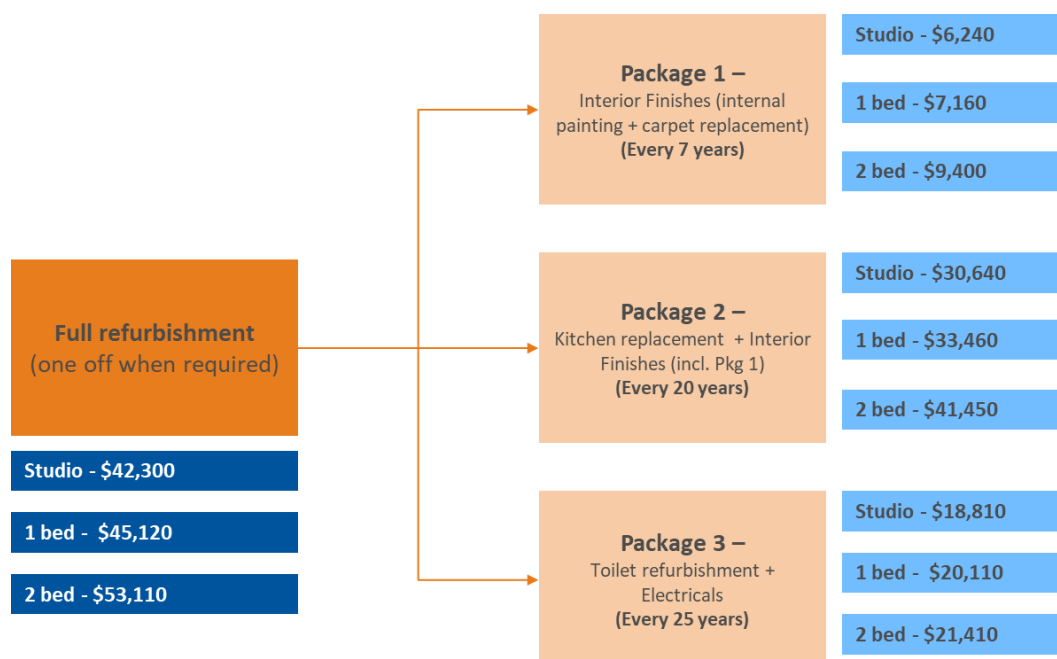 Full refurbishment
(one off when required)
Studio - $42,300
1 bed -  $45,120
2 bed - $53,110
Package 1 –
Interior Finishes (internal
painting + carpet replacement)
(Every 7 years)
Studio - $6,240
1 bed - $7,160
2 bed - $9,400
Package 2 –
Kitchen replacement  + Interior
Finishes (incl. Pkg 1)
(Every 20 years)
Studio - $30,640
1 bed - $33,460
2 bed - $41,450
Package 3 –
Toilet refurbishment +
Electricals
(Every 25 years)
Studio - $18,810
1 bed -  $20,110
2 bed - $21,410